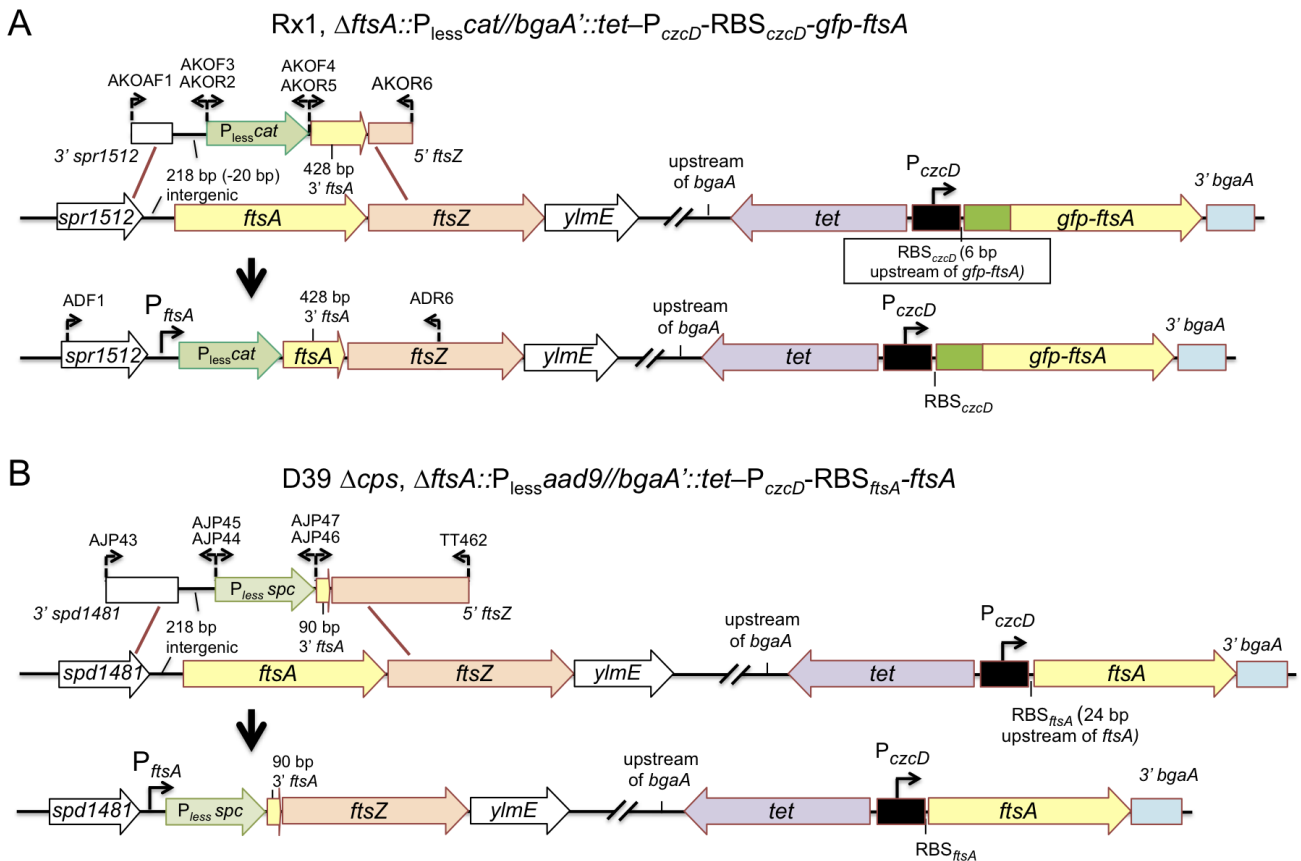 A
Rx1, ΔftsA::Plesscat//bgaA’::tet–PczcD-RBSczcD-gfp-ftsA
AKOAF1
AKOF3
AKOR2
AKOF4
AKOR5
AKOR6
Plesscat
3’ spr1512
218 bp (-20 bp)
intergenic
428 bp
3’ ftsA
5’ ftsZ
upstream
of bgaA
PczcD
3’ bgaA
spr1512
ftsA
ftsZ
ylmE
tet
gfp-ftsA
RBSczcD (6 bp
upstream of gfp-ftsA)
ADF1
PftsA
428 bp
3’ ftsA
ADR6
upstream
of bgaA
PczcD
3’ bgaA
spr1512
Plesscat
ftsA
ftsZ
ylmE
tet
gfp-ftsA
RBSczcD
B
D39 Δcps, ΔftsA::Plessaad9//bgaA’::tet–PczcD-RBSftsA-ftsA
AJP43
AJP45
AJP44
AJP47
AJP46
TT462
Pless spc
3’ spd1481
218 bp
intergenic
90 bp
3’ ftsA
5’ ftsZ
upstream
of bgaA
PczcD
3’ bgaA
spd1481
ftsA
ftsZ
ylmE
tet
ftsA
RBSftsA (24 bp
upstream of ftsA)
PftsA
90 bp
3’ ftsA
upstream
of bgaA
PczcD
3’ bgaA
spd1481
Pless spc
ftsZ
ylmE
tet
ftsA
RBSftsA